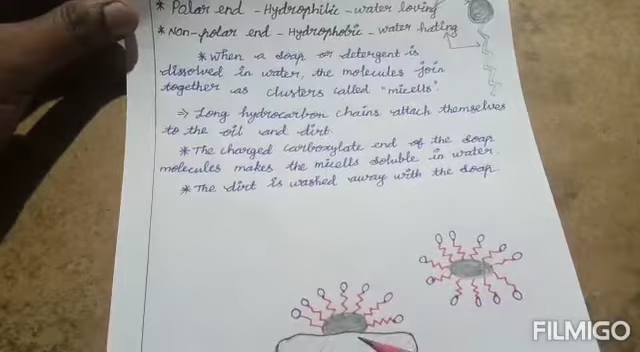 * Polar end - Hydrophilic - water loving
* Non-polar end - Hydrophobic - water hating
* When a soap or detergent is
dissolved in water, the molecules join
together as clusters called "micells".
⇒ Long hydrocarbon chains attach themselves
to the oil and dirt.
* The charged carboxylate end of the soap
molecules makes the micells soluble in water.
* The dirt is washed away with the soap
FILMIGO